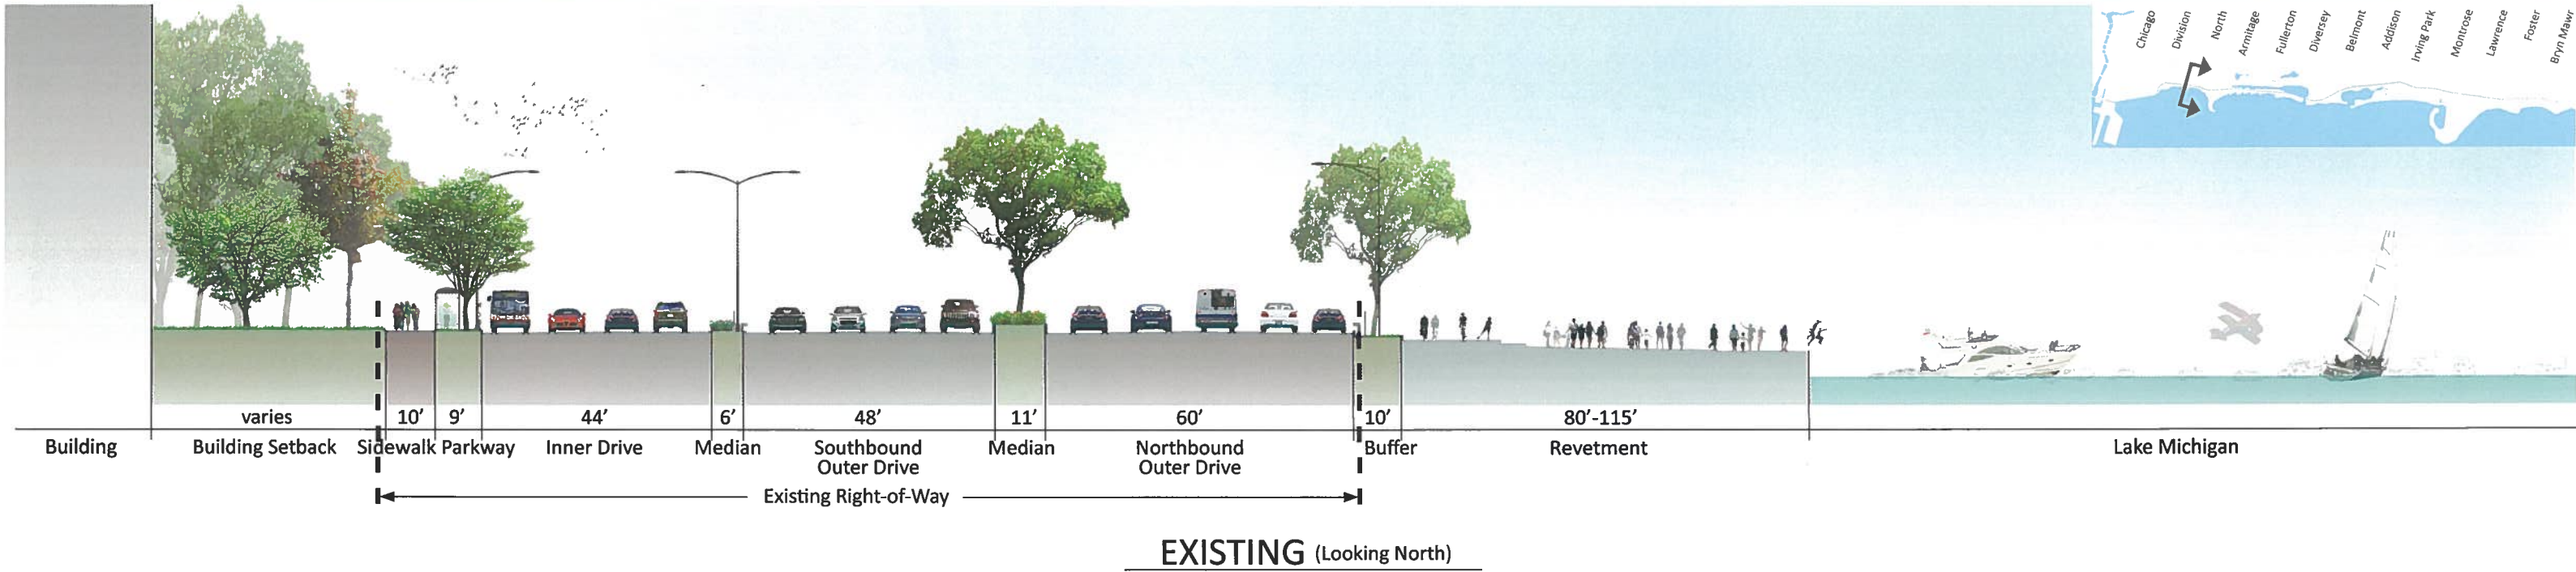 Chicago
Division
North
Armitage
Fullerton
Diversey
Belmont
Addison
Irving Park
Montrose
Lawrence
Foster
Bryn Mawr
varies
10'
9'
44'
6'
48'
11'
60'
10'
80'-115'
Building
Building Setback
Sidewalk
Parkway
Inner Drive
Median
Southbound
Outer Drive
Median
Northbound
Outer Drive
Buffer
Revetment
Lake Michigan
Existing Right-of-Way
EXISTING (Looking North)